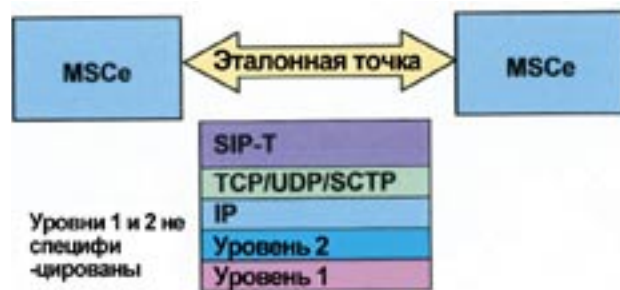 MSCe
Эталонная точка
MSCe
SIP-T
TCP/UDP/SCTP
IP
Уровень 2
Уровень 1
Уровни 1 и 2 не
специфи
-цированы